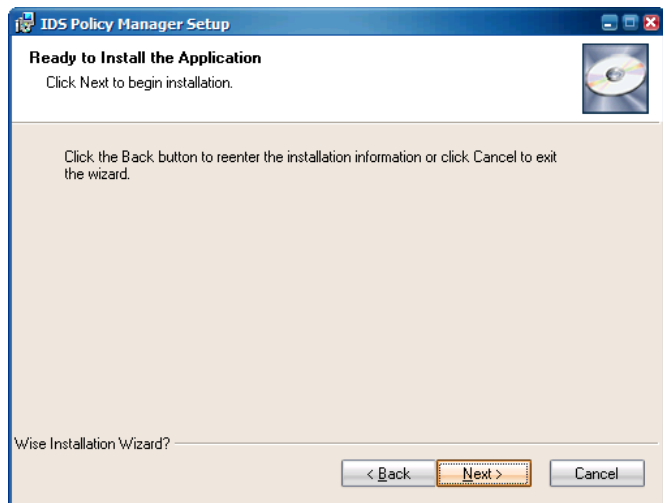 IDS Policy Manager Setup
Ready to Install the Application
Click Next to begin installation.
Click the Back button to reenter the installation information or click Cancel to exit
the wizard.
Wise Installation Wizard?
< Back Next > Cancel